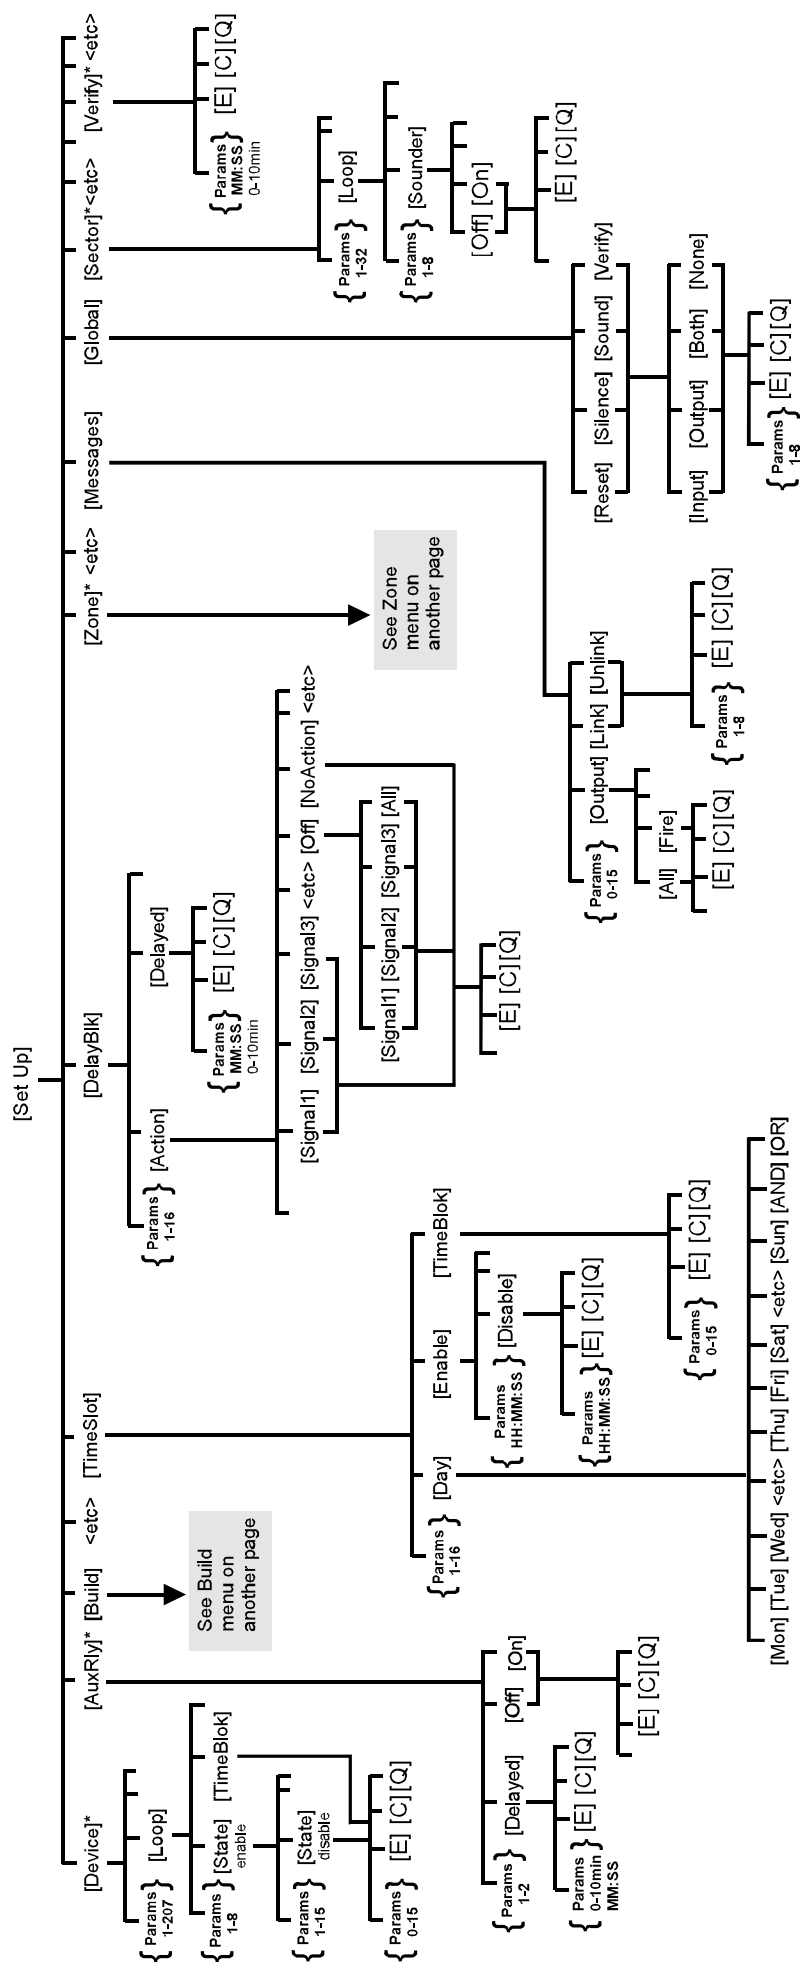 [Set Up]
[Device]* [AuxRly]* [Build] <etc> [TimeSlot] [DelayBlk] [Zone]* <etc> [Messages] [Global] [Sector]* <etc> [Verify]* <etc>
{ Params }
1-207
[Loop]
{ Params }
1-8
[State]
enable
[TimeBlok]
{ Params }
1-15
[State]
disable
{ Params }
0-15
[E] [C] [Q]
{ Params }
1-2
[Delayed]
[Off] [On]
{ Params }
0-10min
MM:SS
[E] [C] [Q]
[E] [C] [Q]
See Build
menu on
another page
{ Params }
1-16
[Day]
[Enable]
[TimeBlok]
{ Params }
HH:MM:SS
[Disable]
{ Params }
HH:MM:SS
[E] [C] [Q]
{ Params }
0-15
[E] [C] [Q]
[Mon] [Tue] [Wed] <etc> [Thu] [Fri] [Sat] <etc> [Sun] [AND] [OR]
{ Params }
1-16
[Action]
[Delayed]
{ Params }
MM:SS
0-10min
[E] [C] [Q]
[Signal1] [Signal2] [Signal3] <etc> [Off] [NoAction] <etc>
[Signal1] [Signal2] [Signal3] [All]
[E] [C] [Q]
See Zone
menu on
another page
{ Params }
0-15
[Output] [Link] [Unlink]
[All] [Fire]
[E] [C] [Q]
{ Params }
1-8
[E] [C] [Q]
[Reset] [Silence] [Sound] [Verify]
[Input] [Output] [Both] [None]
{ Params }
1-8
[E] [C] [Q]
{ Params }
1-32
[Loop]
{ Params }
1-8
[Sounder]
[Off] [On]
[E] [C] [Q]
{ Params }
MM:SS
0-10min
[E] [C] [Q]